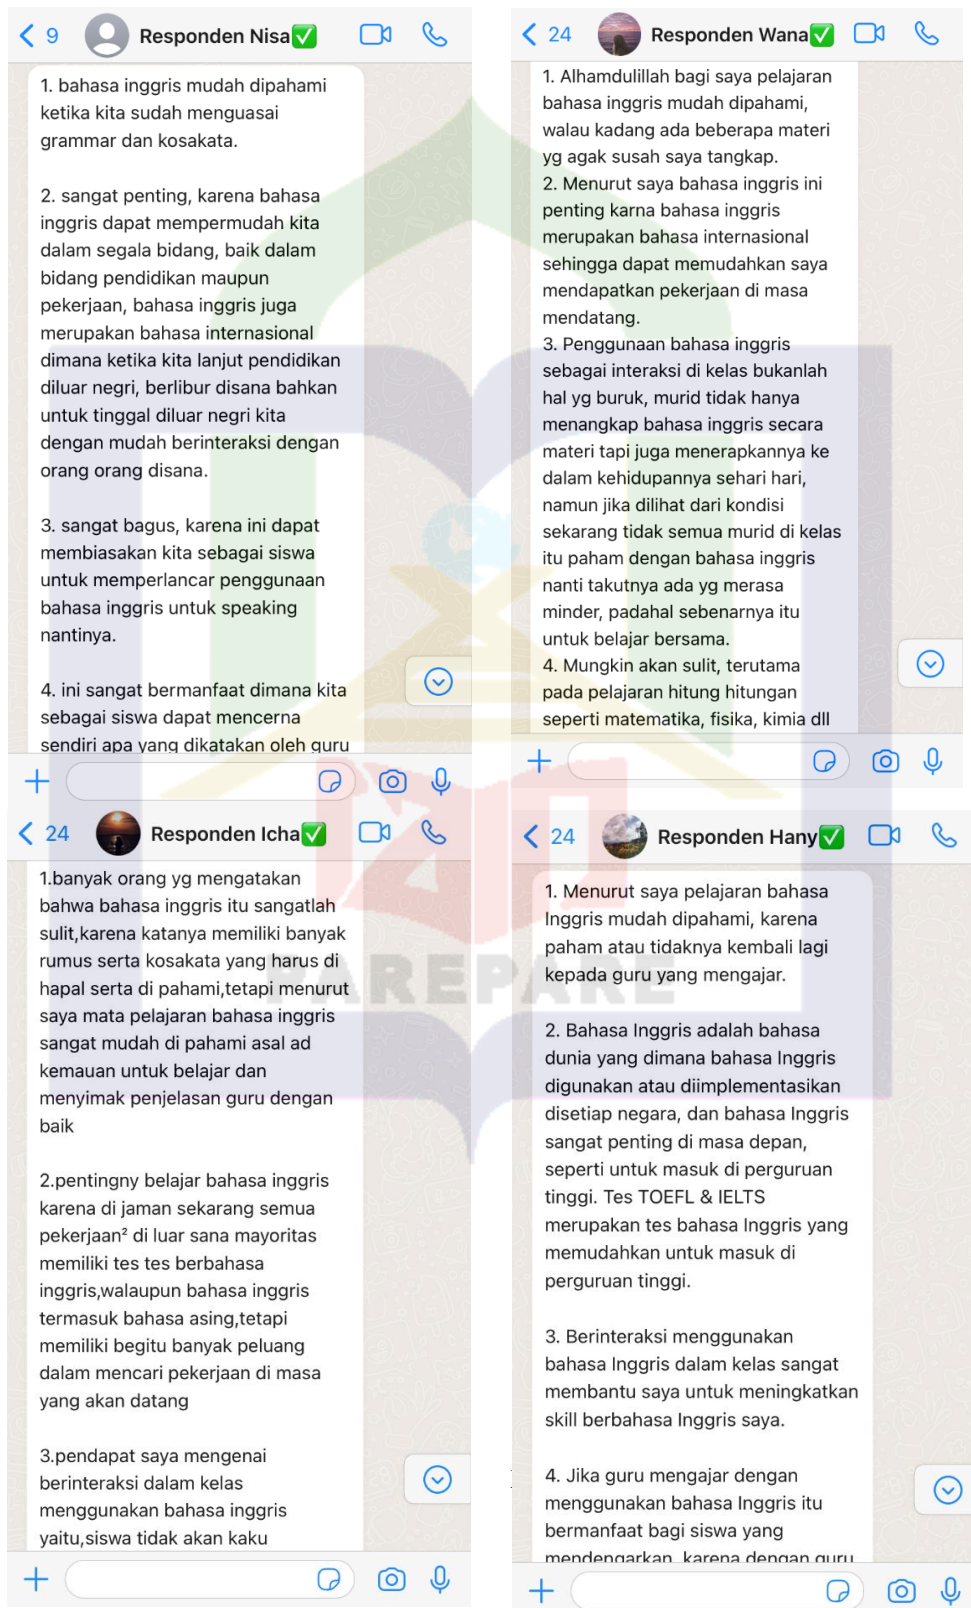 9
Responden Nisa✅
1. bahasa inggris mudah dipahami
ketika kita sudah menguasai
grammar dan kosakata.
2. sangat penting, karena bahasa
inggris dapat mempermudah kita
dalam segala bidang, baik dalam
bidang pendidikan maupun
pekerjaan, bahasa inggris juga
merupakan bahasa internasional
dimana ketika kita lanjut pendidikan
diluar negri, berlibur disana bahkan
untuk tinggal diluar negri kita
dengan mudah berinteraksi dengan
orang orang disana.
3. sangat bagus, karena ini dapat
membiasakan kita sebagai siswa
untuk memperlancar penggunaan
bahasa inggris untuk speaking
nantinya.
4. ini sangat bermanfaat dimana kita
sebagai siswa dapat mencerna
sendiri apa yang dikatakan oleh guru
24
Responden Wana✅
1. Alhamdulillah bagi saya pelajaran
bahasa inggris mudah dipahami,
walau kadang ada beberapa materi
yg agak susah saya tangkap.
2. Menurut saya bahasa inggris ini
penting karna bahasa inggris
merupakan bahasa internasional
sehingga dapat memudahkan saya
mendapatkan pekerjaan di masa
mendatang.
3. Penggunaan bahasa inggris
sebagai interaksi di kelas bukanlah
hal yg buruk, murid tidak hanya
menangkap bahasa inggris secara
materi tapi juga menerapkannya ke
dalam kehidupannya sehari hari,
namun jika dilihat dari kondisi
sekarang tidak semua murid di kelas
itu paham dengan bahasa inggris
nanti takutnya ada yg merasa
minder, padahal sebenarnya itu
untuk belajar bersama.
4. Mungkin akan sulit, terutama
pada pelajaran hitung hitungan
seperti matematika, fisika, kimia dll
24
Responden Icha✅
1.banyak orang yg mengatakan
bahwa bahasa inggris itu sangatlah
sulit,karena katanya memiliki banyak
rumus serta kosakata yang harus di
hapal serta di pahami,tetapi menurut
saya mata pelajaran bahasa inggris
sangat mudah di pahami asal ad
kemauan untuk belajar dan
menyimak penjelasan guru dengan
baik
2.pentingny belajar bahasa inggris
karena di jaman sekarang semua
pekerjaan² di luar sana mayoritas
memiliki tes tes berbahasa
inggris,walaupun bahasa inggris
termasuk bahasa asing,tetapi
memiliki begitu banyak peluang
dalam mencari pekerjaan di masa
yang akan datang
3.pendapat saya mengenai
berinteraksi dalam kelas
menggunakan bahasa inggris
yaitu,siswa tidak akan kaku
24
Responden Hany✅
1. Menurut saya pelajaran bahasa
Inggris mudah dipahami, karena
paham atau tidaknya kembali lagi
kepada guru yang mengajar.
2. Bahasa Inggris adalah bahasa
dunia yang dimana bahasa Inggris
digunakan atau diimplementasikan
disetiap negara, dan bahasa Inggris
sangat penting di masa depan,
seperti untuk masuk di perguruan
tinggi. Tes TOEFL & IELTS
merupakan tes bahasa Inggris yang
memudahkan untuk masuk di
perguruan tinggi.
3. Berinteraksi menggunakan
bahasa Inggris dalam kelas sangat
membantu saya untuk meningkatkan
skill berbahasa Inggris saya.
4. Jika guru mengajar dengan
menggunakan bahasa Inggris itu
bermanfaat bagi siswa yang
mendengarkan, karena dengan guru
PAREPARE